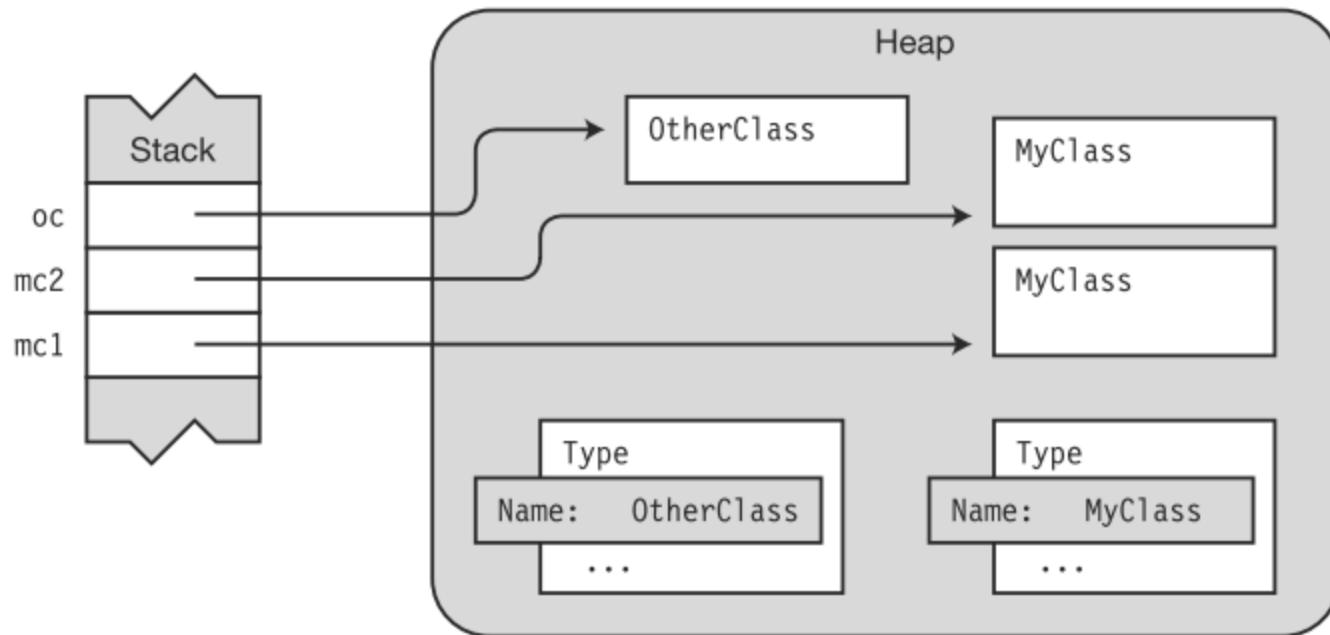 Heap
Stack
oc
mc2
mc1
OtherClass
MyClass
MyClass
Type
Name: OtherClass
...
Type
Name: MyClass
...